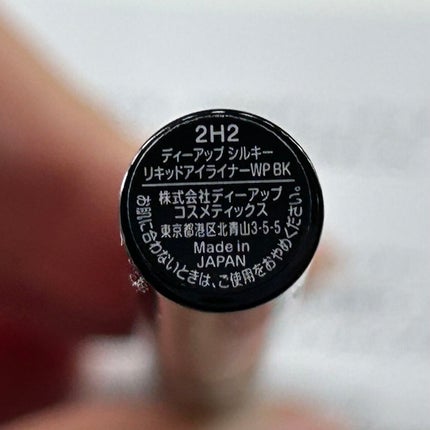 2H2
ディーアップ シルキー
リキッドアイライナーWP BK
株式会社ディーアップ
コスメティックス
東京都港区北青山3-5-5
Made in
JAPAN
お肌に合わないときは、ご使用をおやめください。